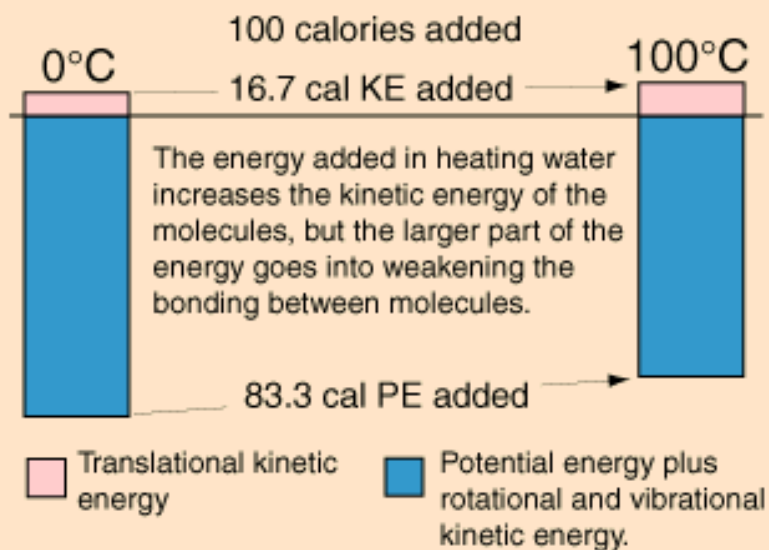 100 calories added
0°C
100°C
16.7 cal KE added
The energy added in heating water
increases the kinetic energy of the
molecules, but the larger part of the
energy goes into weakening the
bonding between molecules.
83.3 cal PE added
Translational kinetic
energy
Potential energy plus
rotational and vibrational
kinetic energy.